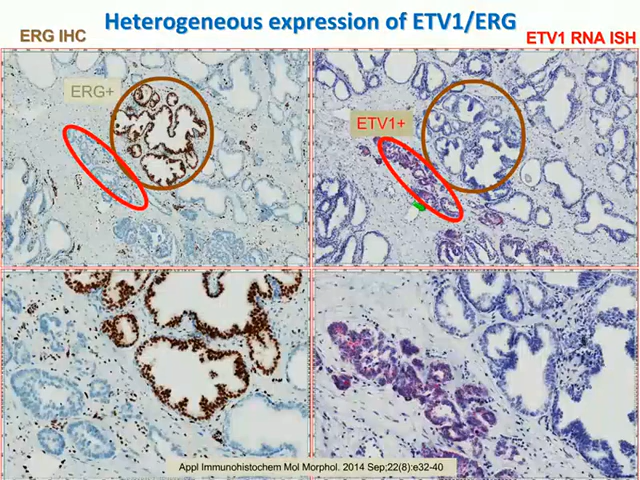 Heterogeneous expression of ETV1/ERG
ERG IHC
ETV1 RNA ISH
ERG+
ETV1+
Appl Immunohistochem Mol Morphol. 2014 Sep;22(8):e32-40